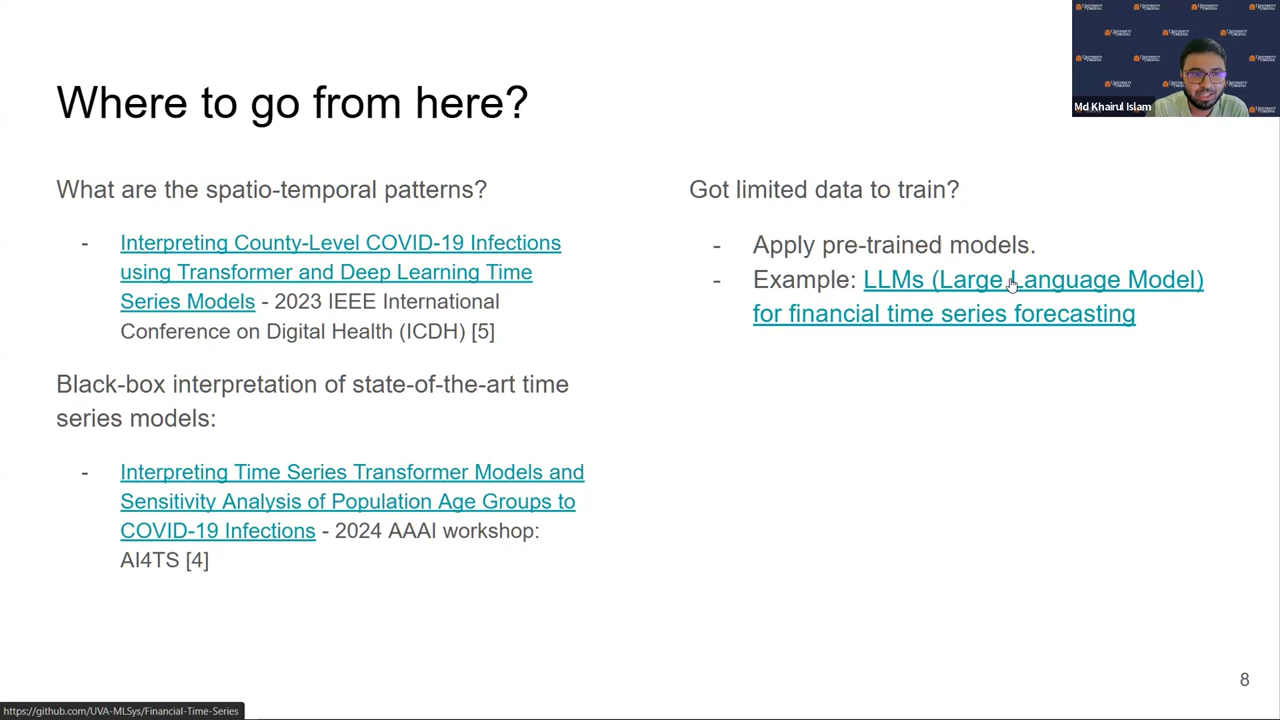 Where to go from here?
Md Khairul Islam
What are the spatio-temporal patterns?
- Interpreting County-Level COVID-19 Infections
using Transformer and Deep Learning Time
Series Models - 2023 IEEE International
Conference on Digital Health (ICDH) [5]
Black-box interpretation of state-of-the-art time
series models:
- Interpreting Time Series Transformer Models and
Sensitivity Analysis of Population Age Groups to
COVID-19 Infections - 2024 AAAI workshop:
AI4TS [4]
Got limited data to train?
- Apply pre-trained models.
- Example: LLMs (Large Language Model)
for financial time series forecasting
8
https://github.com/UVA-MLSys/Financial-Time-Series